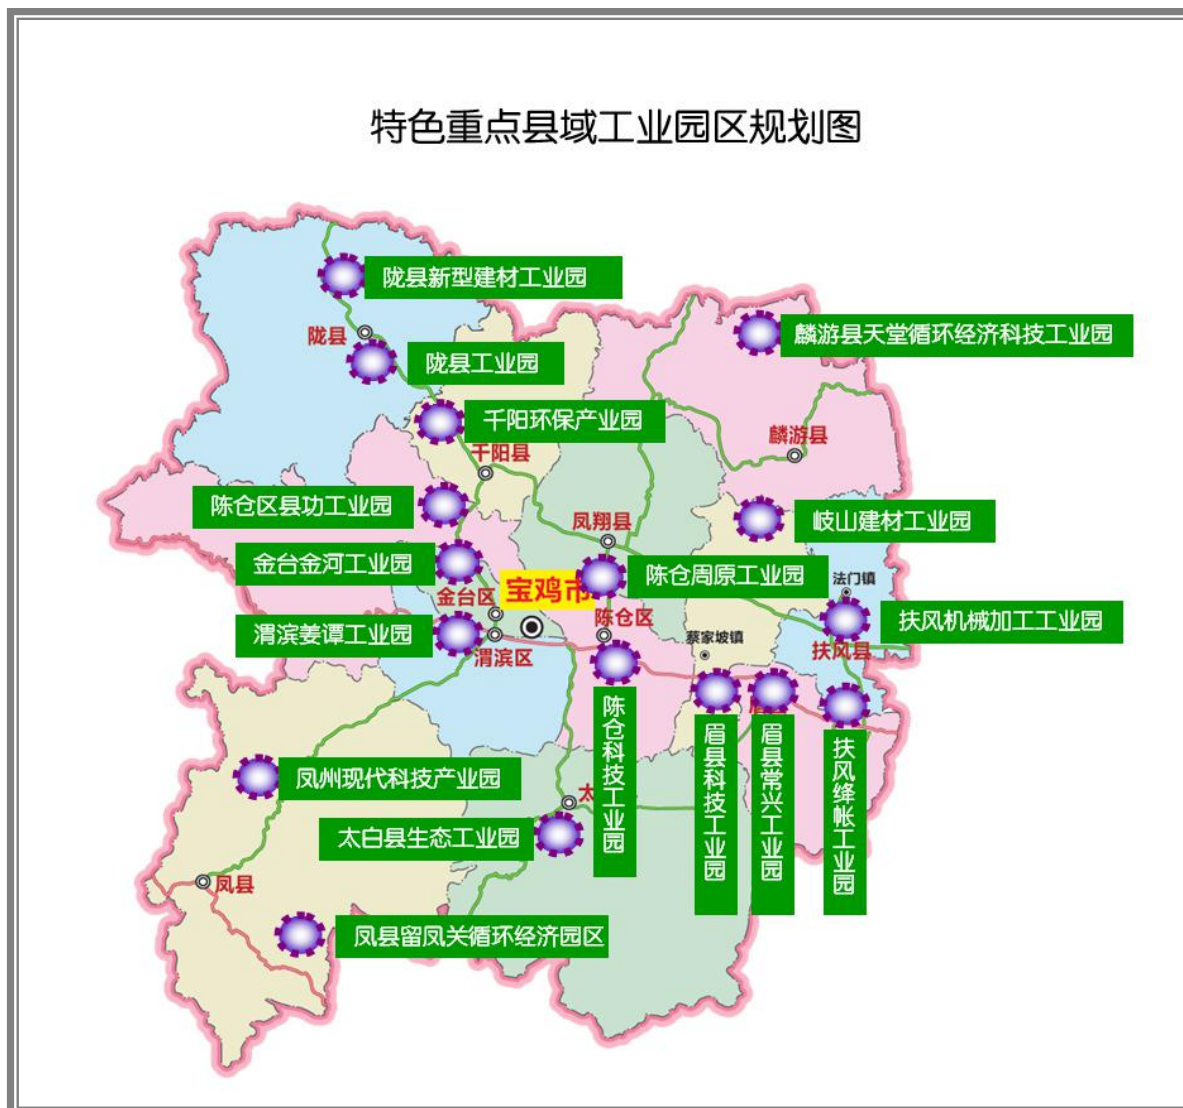 特色重点县域工业园区规划图
陇县新型建材工业园
陇县
麟游县天堂循环经济科技工业园
陇县工业园
千阳环保产业园
麟游县
千阳县
陈仓区县功工业园
岐山建材工业园
凤翔县
金台金河工业园
陈仓周原工业园
法门镇
宝鸡市
金台区
陈仓区
扶风机械加工工业园
渭滨姜谭工业园
蔡家坡镇
扶风县
渭滨区
陈仓科技工业园
眉县科技工业园
眉县常兴工业园
扶风绛帐工业园
凤州现代科技产业园
太
太白县生态工业园
凤县
凤县留凤关循环经济园区